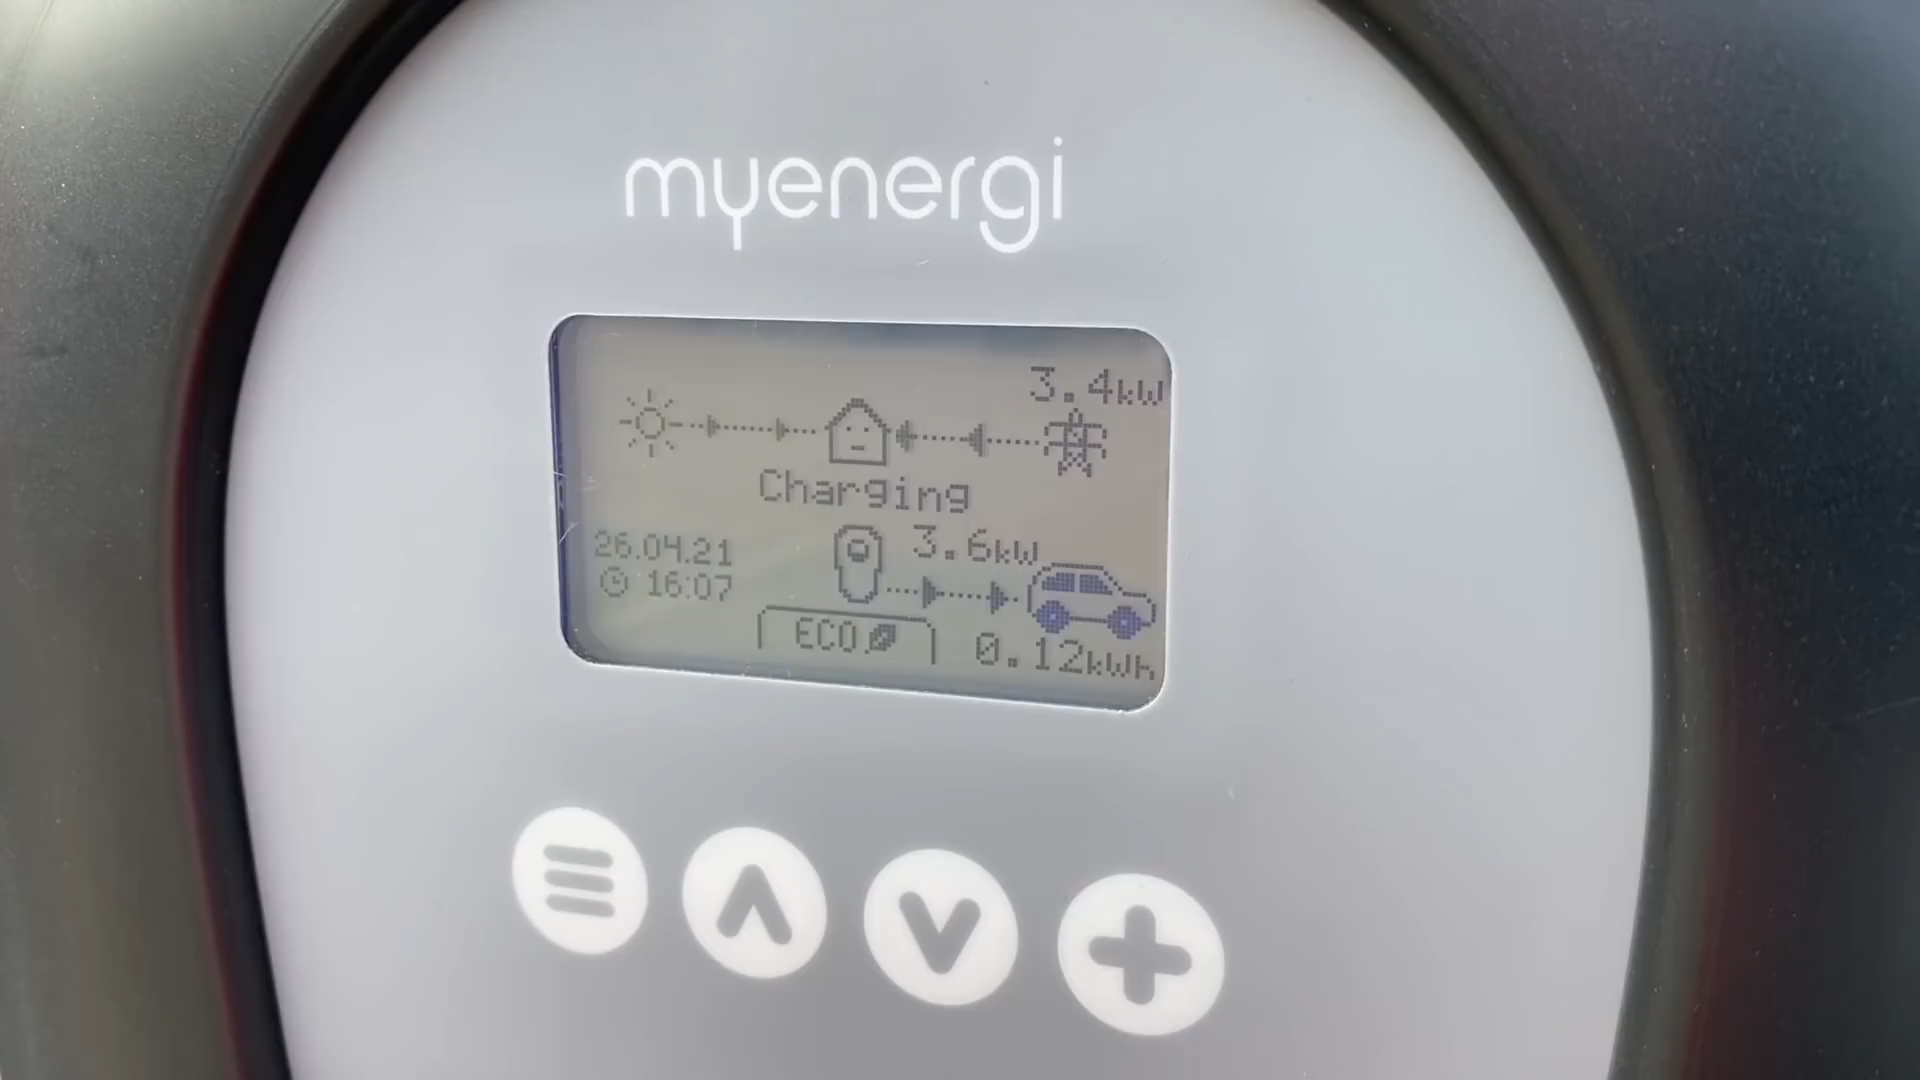 myenergi
3.4kW
Charging
26.04.21
3.6kW
16:07
ECO
0.12kWh